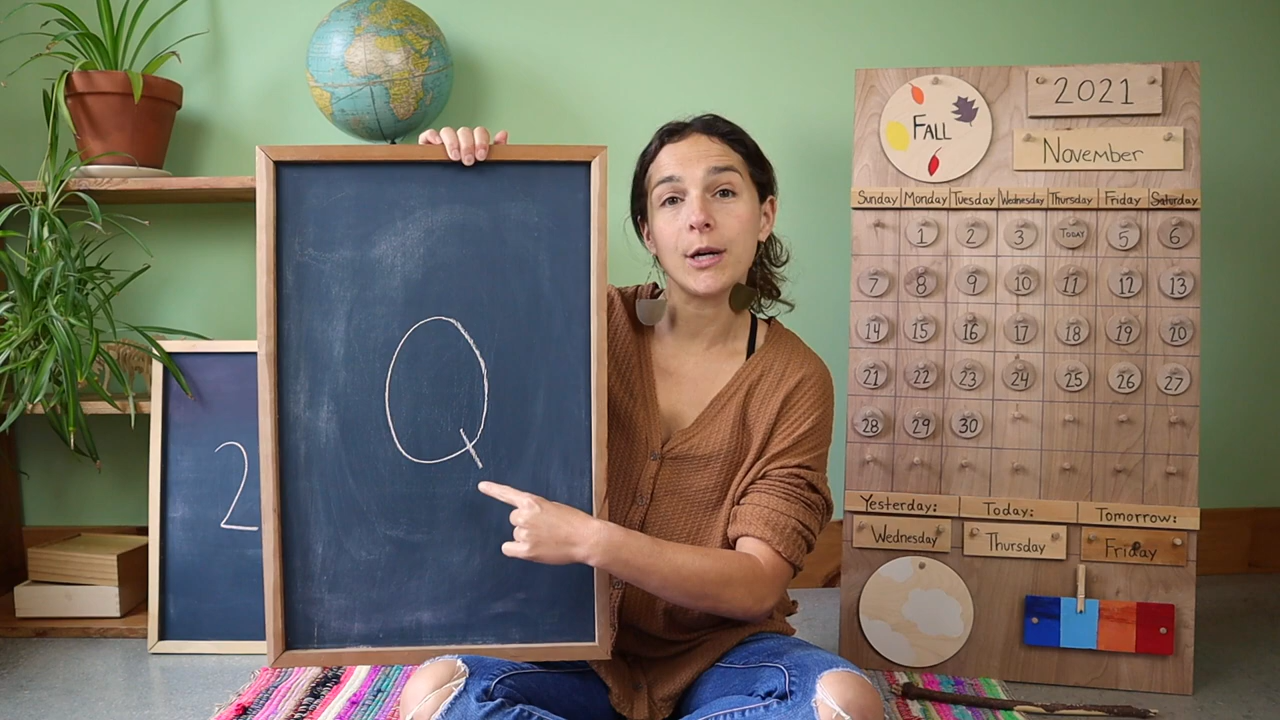 Q
2
FALL
2021
November
Sunday Monday Tuesday Wednesday Thursday Friday Saturday
1 2 3 TODAY 5 6
7 8 9 10 11 12 13
14 15 16 17 18 19 20
21 22 23 24 25 26 27
28 29 30
Yesterday: Today: Tomorrow:
Wednesday Thursday Friday